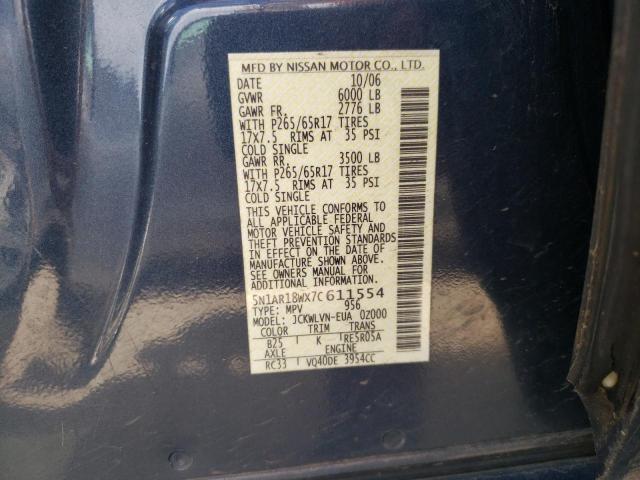 MFD BY NISSAN MOTOR CO., LTD.
DATE 10/06
GVWR 6000 LB
GAWR FR. 2776 LB
WITH P265/65R17 TIRES
17X7.5 RIMS AT 35 PSI
COLD SINGLE
GAWR RR. 3500 LB
WITH P265/65R17 TIRES
17X7.5 RIMS AT 35 PSI
COLD SINGLE
THIS VEHICLE CONFORMS TO
ALL APPLICABLE FEDERAL
MOTOR VEHICLE SAFETY AND
THEFT PREVENTION STANDARDS
IN EFFECT ON THE DATE OF
MANUFACTURE SHOWN ABOVE.
SEE OWNERS MANUAL FOR
ADDITIONAL INFORMATION
5N1AR18WX7C611554
TYPE: MPV 956
MODEL: JCKWLVN-EUA 02000
COLOR TRIM TRANS
B25 K RE5R05A
AXLE ENGINE
RC33 VQ40DE 3954CC